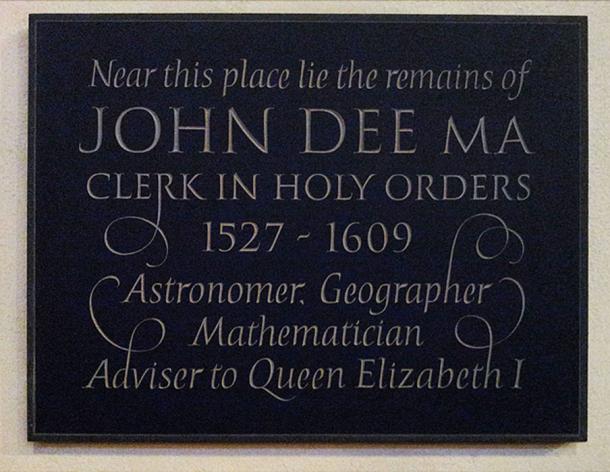 Near this place lie the remains of
JOHN DEE MA
CLERK IN HOLY ORDERS
1527 ~ 1609
Astronomer, Geographer
Mathematician
Adviser to Queen Elizabeth I